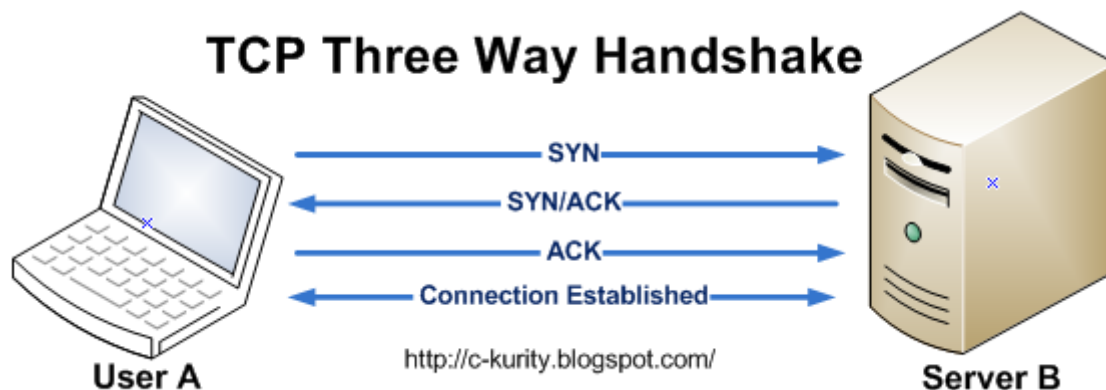 TCP Three Way Handshake
SYN
SYN/ACK
ACK
Connection Established
http://c-kurity.blogspot.com/
User A
Server B